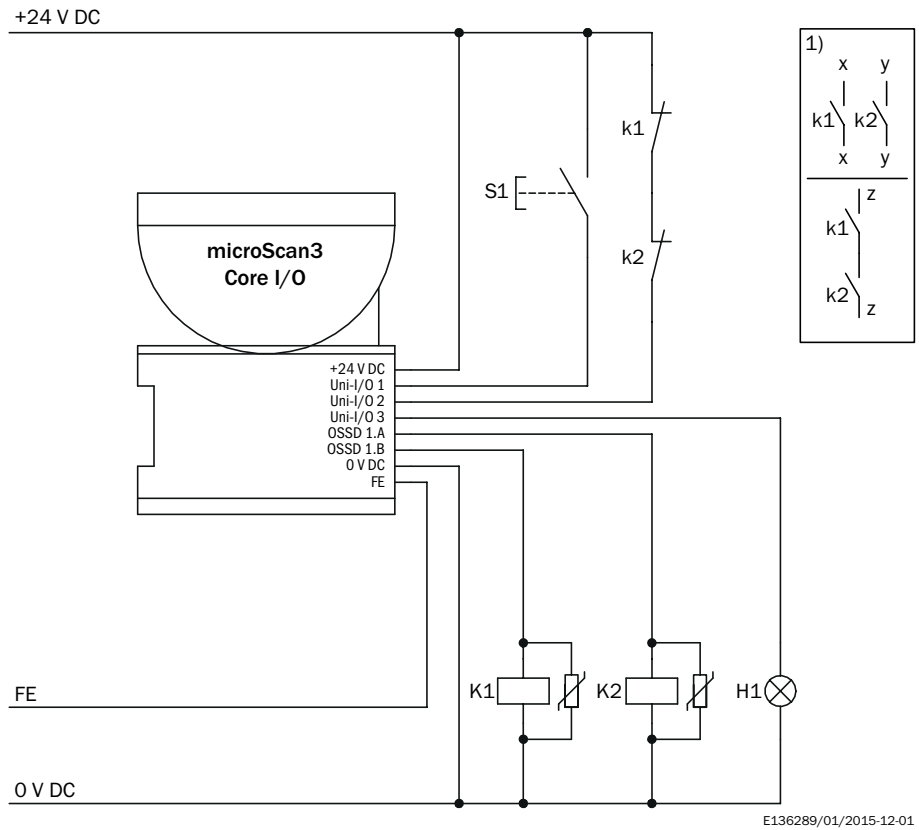 +24 V DC
1)
x y
k1 k2
x y
z
k1
k2
z
k1
S1
k2
microScan3
Core I/O
+24 V DC
Uni-I/O 1
Uni-I/O 2
Uni-I/O 3
OSSD 1.A
OSSD 1.B
0 V DC
FE
FE
K1
K2
H1
0 V DC
E136289/01/2015-12-01